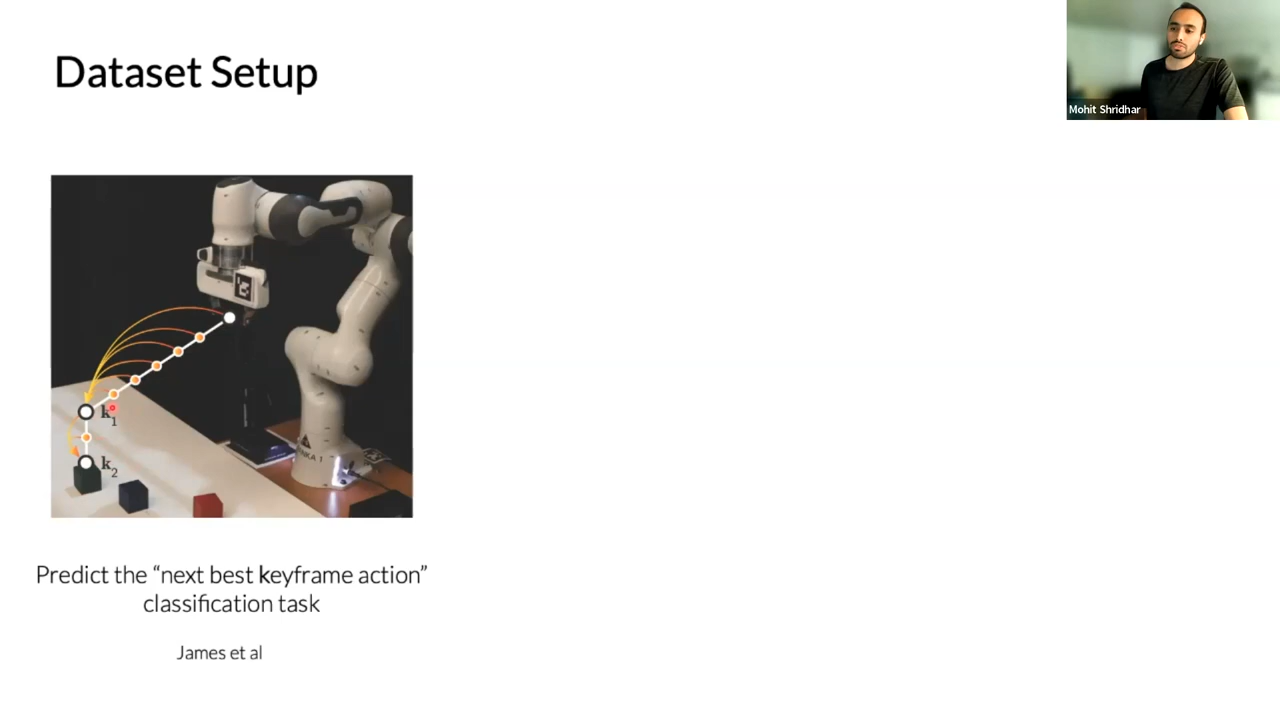 Dataset Setup
Mohit Shridhar
k1
k2
Predict the “next best keyframe action”
classification task
James et al